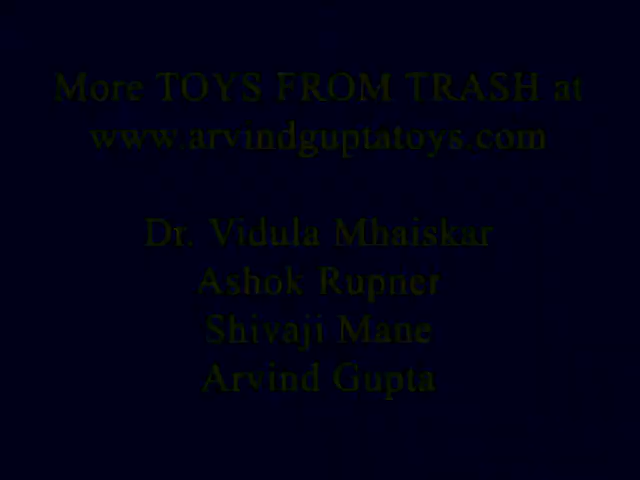 More TOYS FROM TRASH at
www.arvindguptatoys.com
Dr. Vidula Mhaiskar
Ashok Rupner
Shivaji Mane
Arvind Gupta